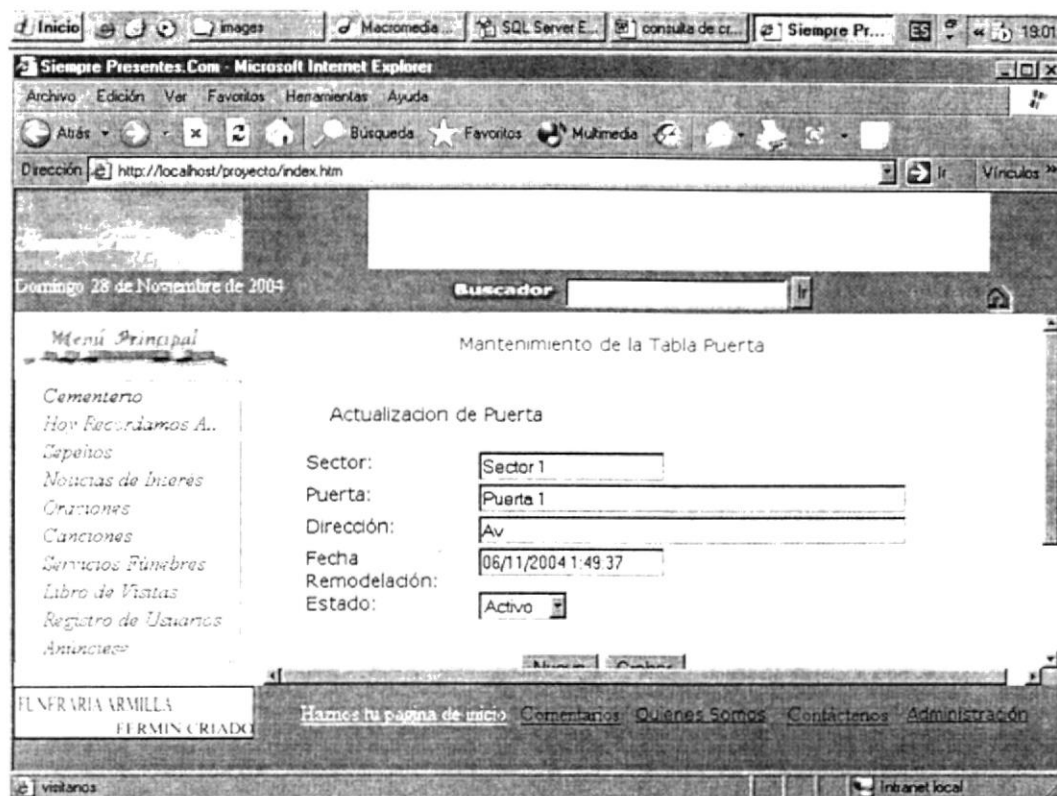 Inicio images Macromedia ... SQL Server E... consulta de cr... Siempre Pr... ES « 19:01
Siempre Presentes.Com - Microsoft Internet Explorer
Archivo Edición Ver Favoritos Herramientas Ayuda
Atrás Búsqueda Favoritos Multimedia
Dirección http://localhost/proyecto/index.htm Ir Vínculos »
Domingo 28 de Noviembre de 2004
Buscador Ir
Menú Principal
Mantenimiento de la Tabla Puerta
Cementerio
Hoy Recordamos A..
Sepelios
Noticias de Interés
Oraciones
Canciones
Servicios Fúnebres
Libro de Visitas
Registro de Usuarios
Anúnciese
Actualizacion de Puerta
Sector: Sector 1
Puerta: Puerta 1
Dirección: Av
Fecha Remodelación: 06/11/2004 1:49:37
Estado: Activo
Nuevo Grabar
FUNERARIA ARMILLA
FERMIN CRIADO
Haznos tu pagina de inicio Comentarios Quienes Somos Contáctenos Administración
visitanos Intranet local